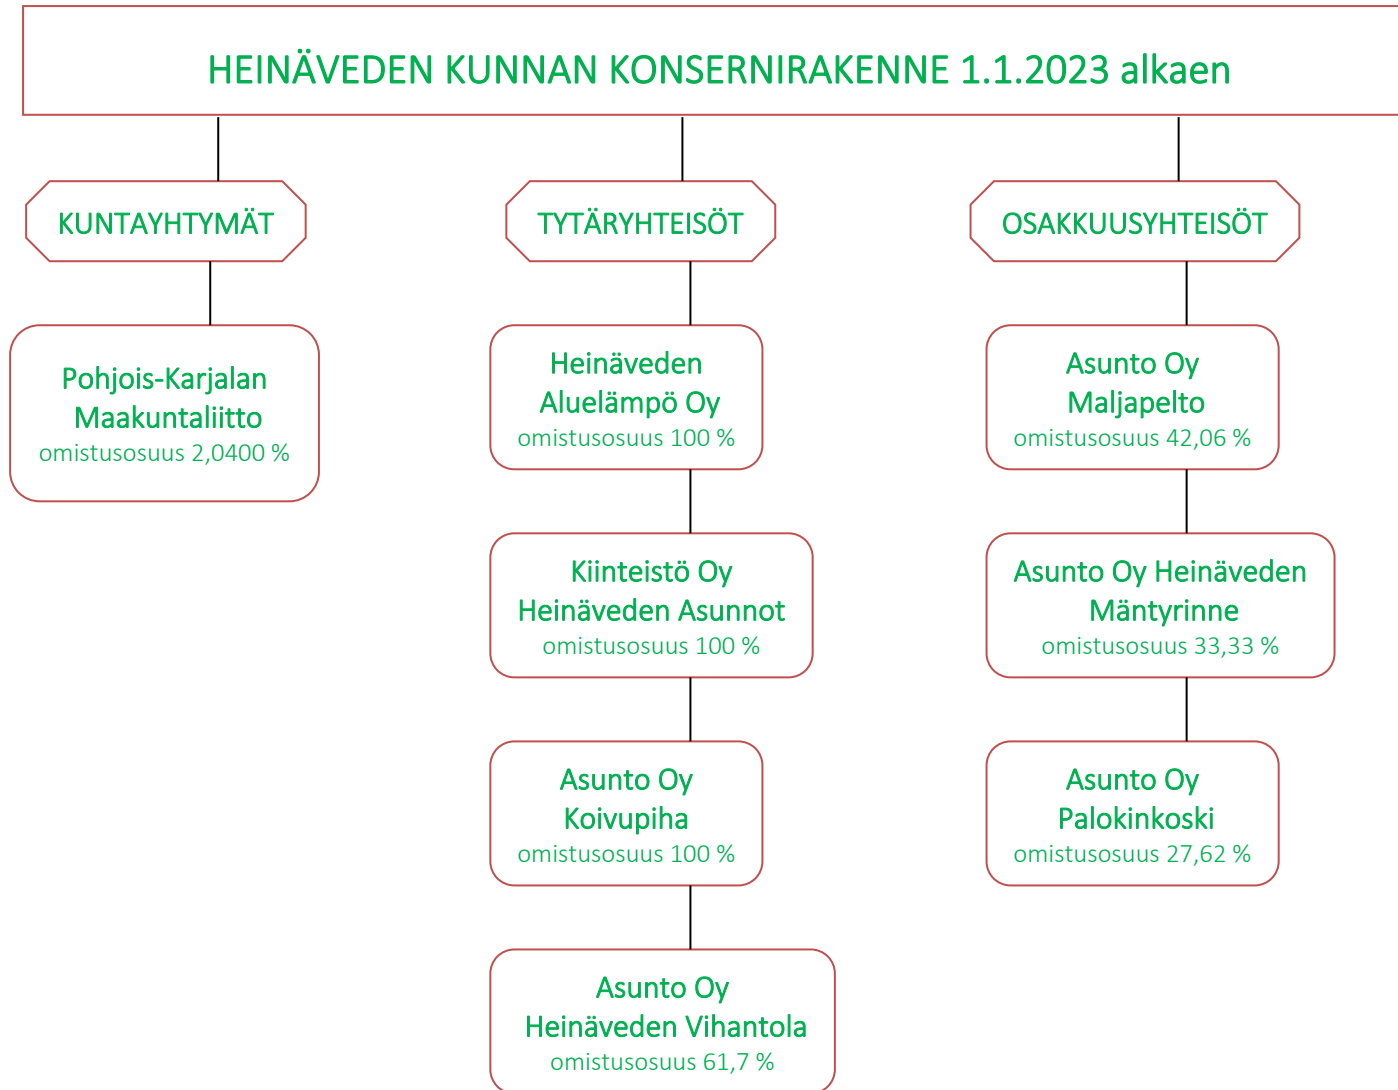 HEINÄVEDEN KUNNAN KONSERNIRAKENNE 1.1.2023 alkaen
KUNTAYHTYMÄT
Pohjois-Karjalan
Maakuntaliitto
omistusosuus 2,0400 %
TYTÄRYHTEISÖT
Heinäveden
Aluelämpö Oy
omistusosuus 100 %
Kiinteistö Oy
Heinäveden Asunnot
omistusosuus 100 %
Asunto Oy
Koivupiha
omistusosuus 100 %
Asunto Oy
Heinäveden Vihantola
omistusosuus 61,7 %
OSAKKUUSYHTEISÖT
Asunto Oy
Maljapelto
omistusosuus 42,06 %
Asunto Oy Heinäveden
Mäntyrinne
omistusosuus 33,33 %
Asunto Oy
Palokinkoski
omistusosuus 27,62 %